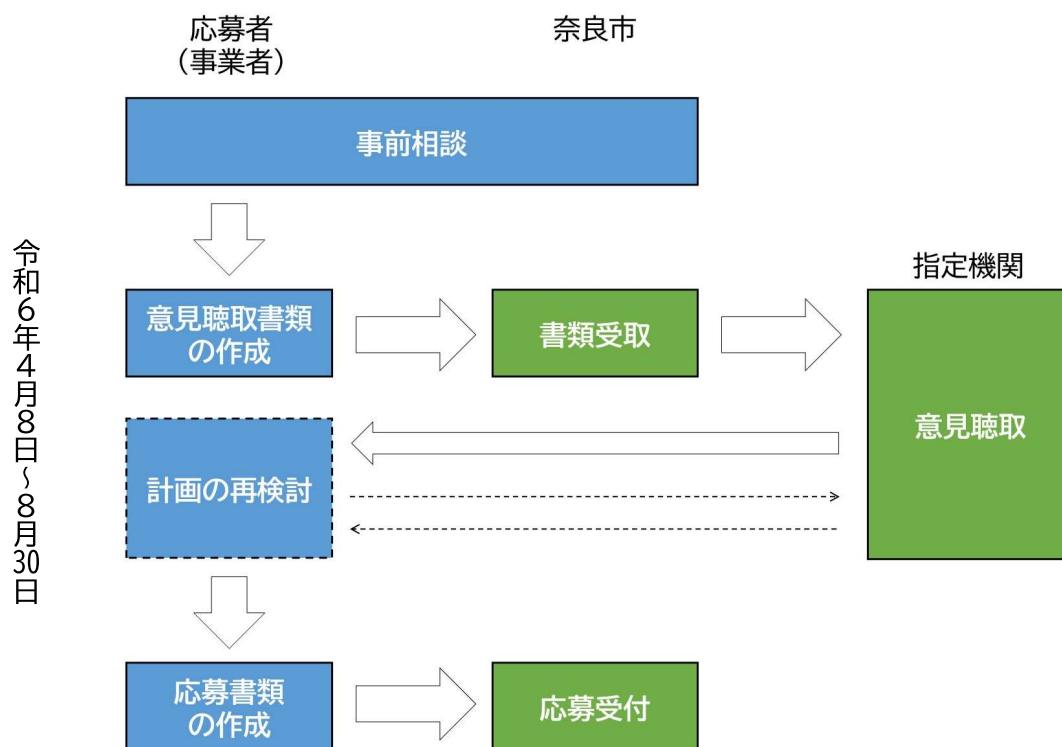 応募者
（事業者）
奈良市
事前相談
令和６年４月８日～８月30日
指定機関
意見聴取書類
の作成
書類受取
意見聴取
計画の再検討
応募書類
の作成
応募受付